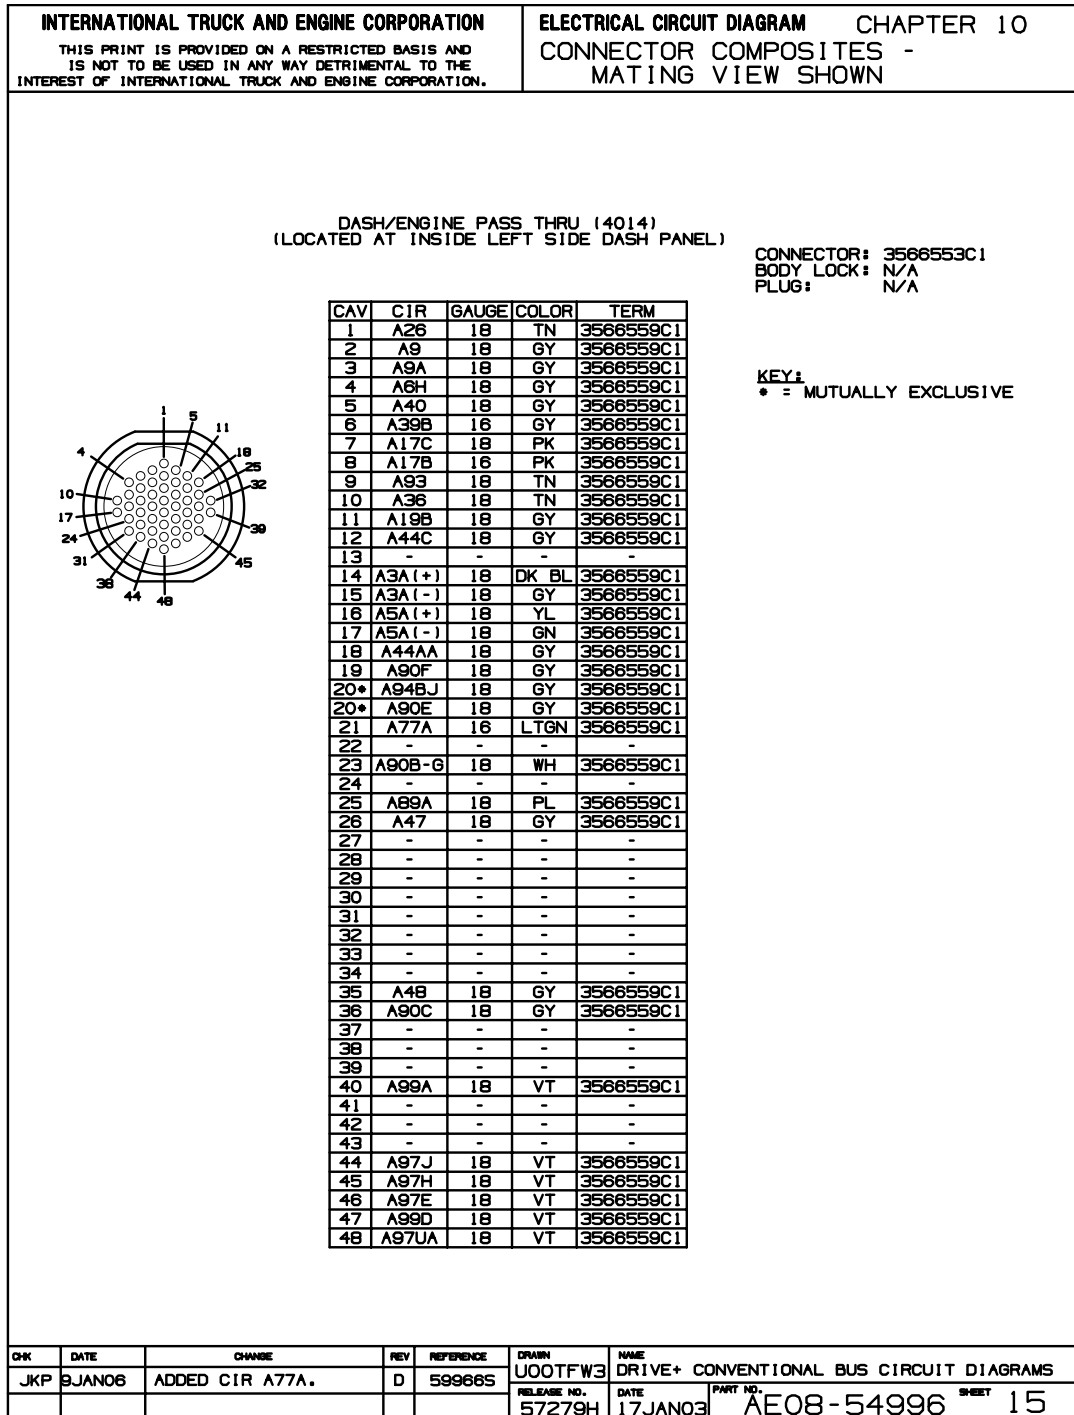 INTERNATIONAL TRUCK AND ENGINE CORPORATION
THIS PRINT IS PROVIDED ON A RESTRICTED BASIS AND
IS NOT TO BE USED IN ANY WAY DETRIMENTAL TO THE
INTEREST OF INTERNATIONAL TRUCK AND ENGINE CORPORATION.
ELECTRICAL CIRCUIT DIAGRAM CHAPTER 10
CONNECTOR COMPOSITES -
MATING VIEW SHOWN
DASH/ENGINE PASS THRU (4014)
(LOCATED AT INSIDE LEFT SIDE DASH PANEL)
CONNECTOR: 3566553C1
BODY LOCK: N/A
PLUG: N/A
KEY:
* = MUTUALLY EXCLUSIVE
1
5
11
4
18
25
32
10
17
24
39
31
45
38
44
48
CAV CIR GAUGE COLOR TERM
1 A26 18 TN 3566559C1
2 A9 18 GY 3566559C1
3 A9A 18 GY 3566559C1
4 A6H 18 GY 3566559C1
5 A40 18 GY 3566559C1
6 A39B 16 GY 3566559C1
7 A17C 18 PK 3566559C1
8 A17B 16 PK 3566559C1
9 A93 18 TN 3566559C1
10 A36 18 TN 3566559C1
11 A19B 18 GY 3566559C1
12 A44C 18 GY 3566559C1
13 - - - -
14 A3A(+) 18 DK BL 3566559C1
15 A3A(-) 18 GY 3566559C1
16 A5A(+) 18 YL 3566559C1
17 A5A(-) 18 GN 3566559C1
18 A44AA 18 GY 3566559C1
19 A90F 18 GY 3566559C1
20* A94BJ 18 GY 3566559C1
20* A90E 18 GY 3566559C1
21 A77A 16 LTGN 3566559C1
22 - - - -
23 A90B-G 18 WH 3566559C1
24 - - - -
25 A89A 18 PL 3566559C1
26 A47 18 GY 3566559C1
27 - - - -
28 - - - -
29 - - - -
30 - - - -
31 - - - -
32 - - - -
33 - - - -
34 - - - -
35 A48 18 GY 3566559C1
36 A90C 18 GY 3566559C1
37 - - - -
38 - - - -
39 - - - -
40 A99A 18 VT 3566559C1
41 - - - -
42 - - - -
43 - - - -
44 A97J 18 VT 3566559C1
45 A97H 18 VT 3566559C1
46 A97E 18 VT 3566559C1
47 A99D 18 VT 3566559C1
48 A97UA 18 VT 3566559C1
CHK DATE CHANGE REV REFERENCE
JKP 9JAN06 ADDED CIR A77A. D 59966S
DRAWN
U00TFW3
NAME
DRIVE+ CONVENTIONAL BUS CIRCUIT DIAGRAMS
RELEASE NO.
57279H
DATE
17JAN03
PART NO.
AE08-54996
SHEET
15